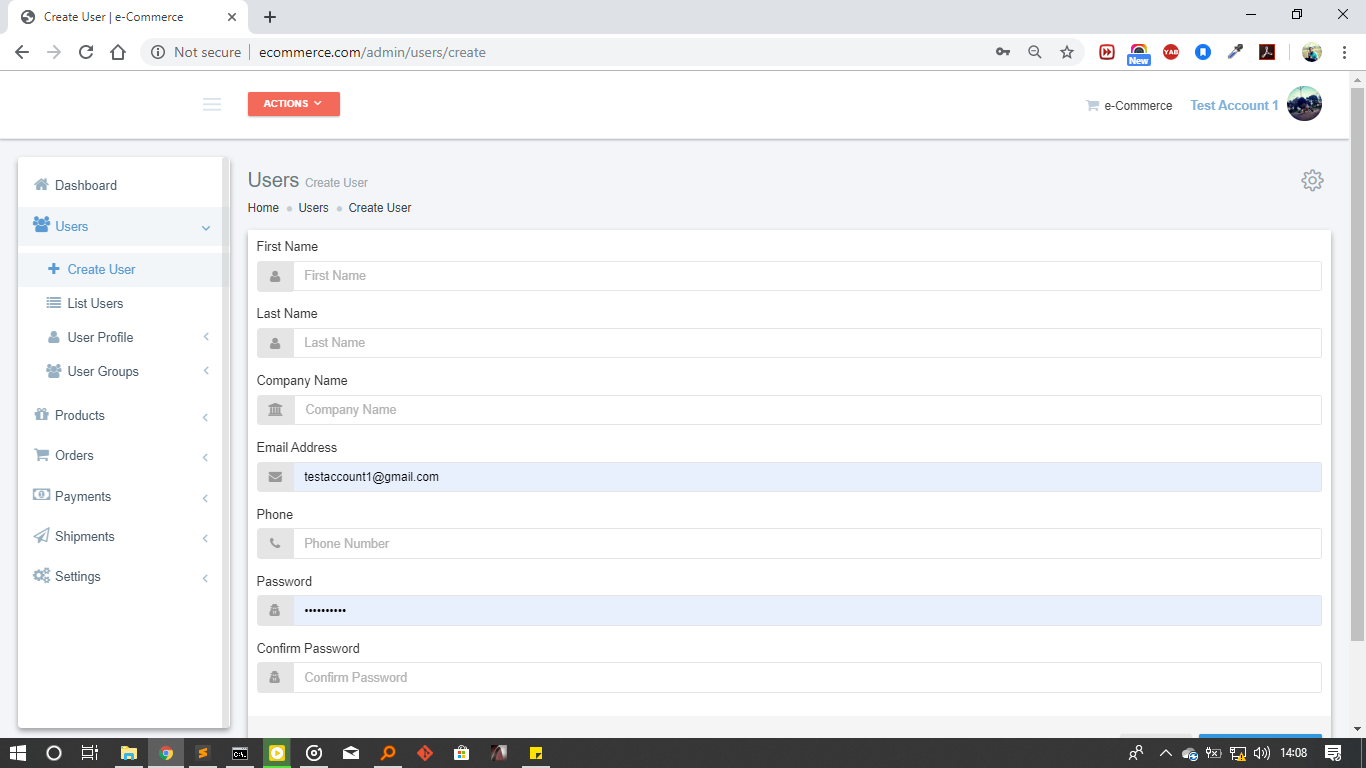 Create User | e-Commerce
Not secure
ecommerce.com/admin/users/create
New
YAB
ACTIONS
e-Commerce
Test Account 1
Dashboard
Users
Create User
List Users
User Profile
User Groups
Products
Orders
Payments
Shipments
Settings
Users Create User
Home Users Create User
First Name
First Name
Last Name
Last Name
Company Name
Company Name
Email Address
testaccount1@gmail.com
Phone
Phone Number
Password
••••••••••
Confirm Password
Confirm Password
14:08